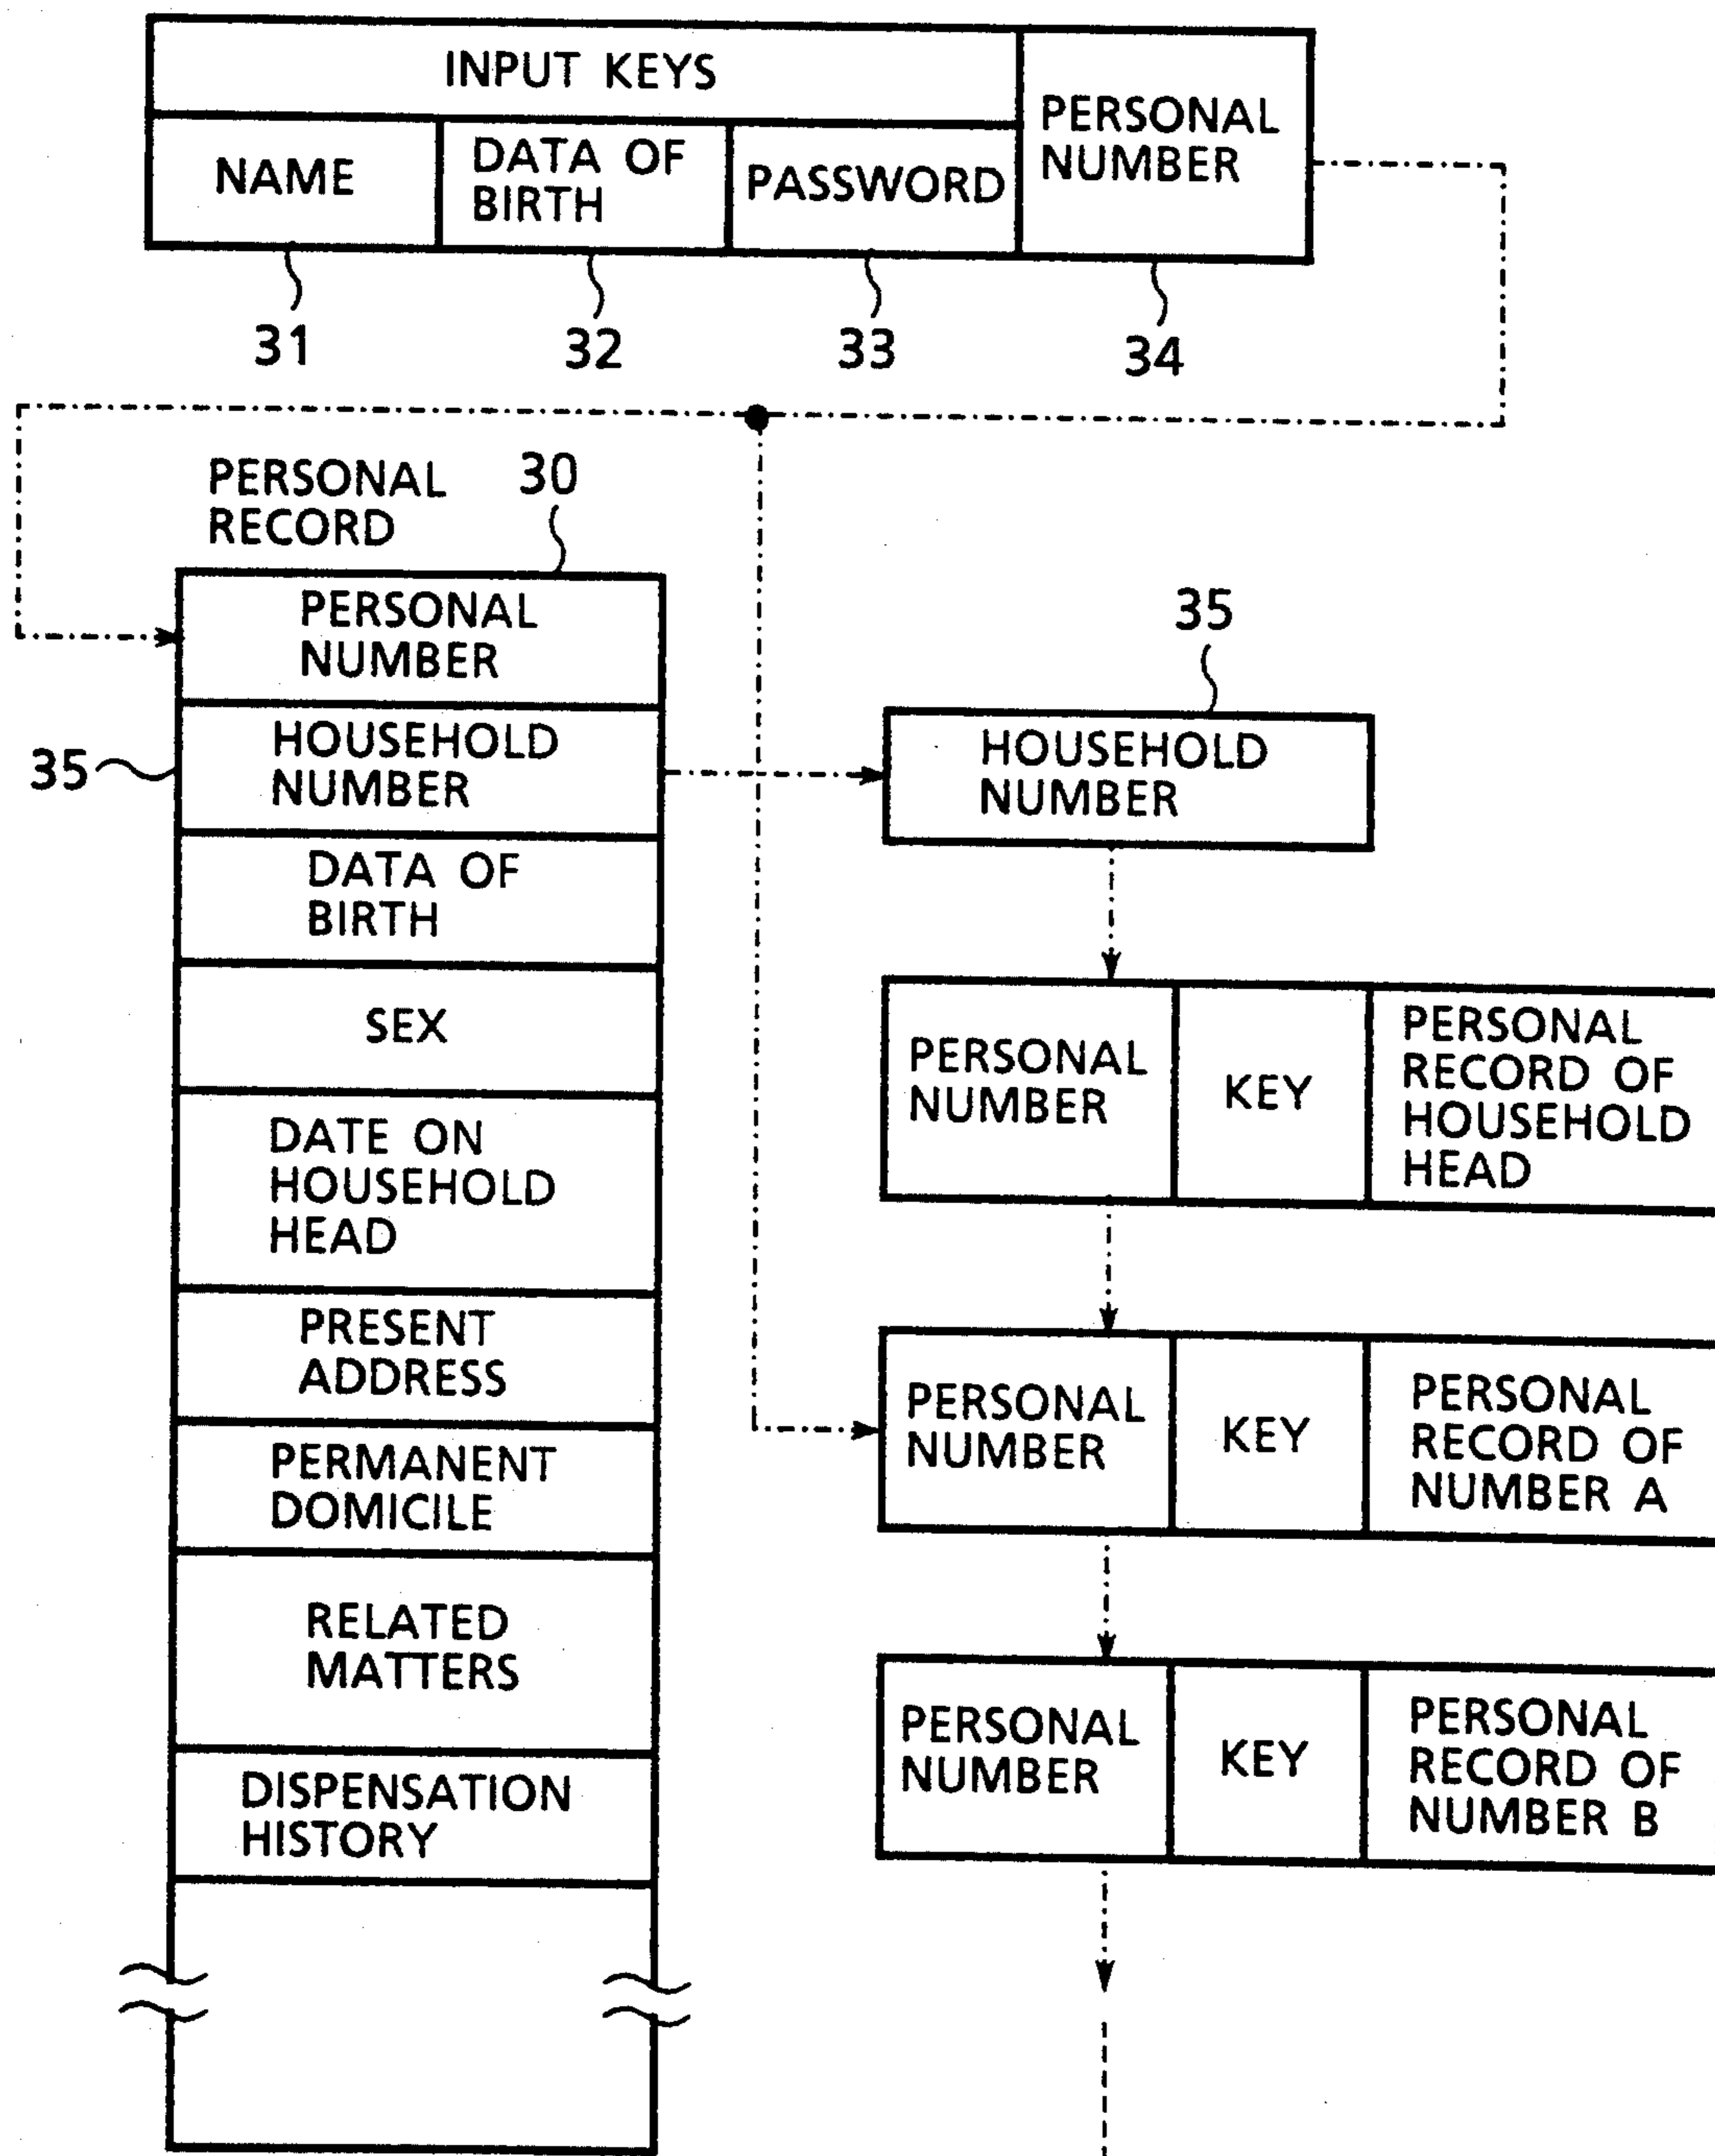 INPUT KEYS
NAME
DATA OF
BIRTH
PASSWORD
PERSONAL
NUMBER
31
32
33
34
PERSONAL
RECORD
30
PERSONAL
NUMBER
35
HOUSEHOLD
NUMBER
DATA OF
BIRTH
SEX
DATE ON
HOUSEHOLD
HEAD
PRESENT
ADDRESS
PERMANENT
DOMICILE
RELATED
MATTERS
DISPENSATION
HISTORY
35
HOUSEHOLD
NUMBER
PERSONAL
NUMBER
KEY
PERSONAL
RECORD OF
HOUSEHOLD
HEAD
PERSONAL
NUMBER
KEY
PERSONAL
RECORD OF
NUMBER A
PERSONAL
NUMBER
KEY
PERSONAL
RECORD OF
NUMBER B